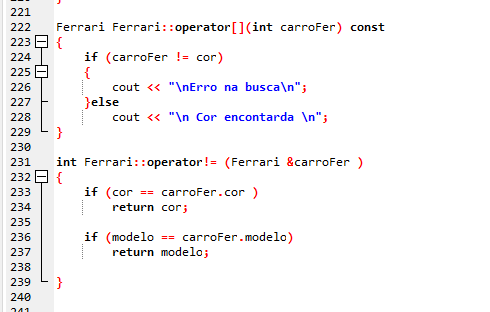 221
222 Ferrari Ferrari::operator[](int carroFer) const
223 {
224 if (carroFer != cor)
225 {
226 cout << "\nErro na busca\n";
227 }else
228 cout << "\n Cor encontarda \n";
229 }
230
231 int Ferrari::operator!= (Ferrari &carroFer )
232 {
233 if (cor == carroFer.cor )
234 return cor;
235
236 if (modelo == carroFer.modelo)
237 return modelo;
238
239 }
240